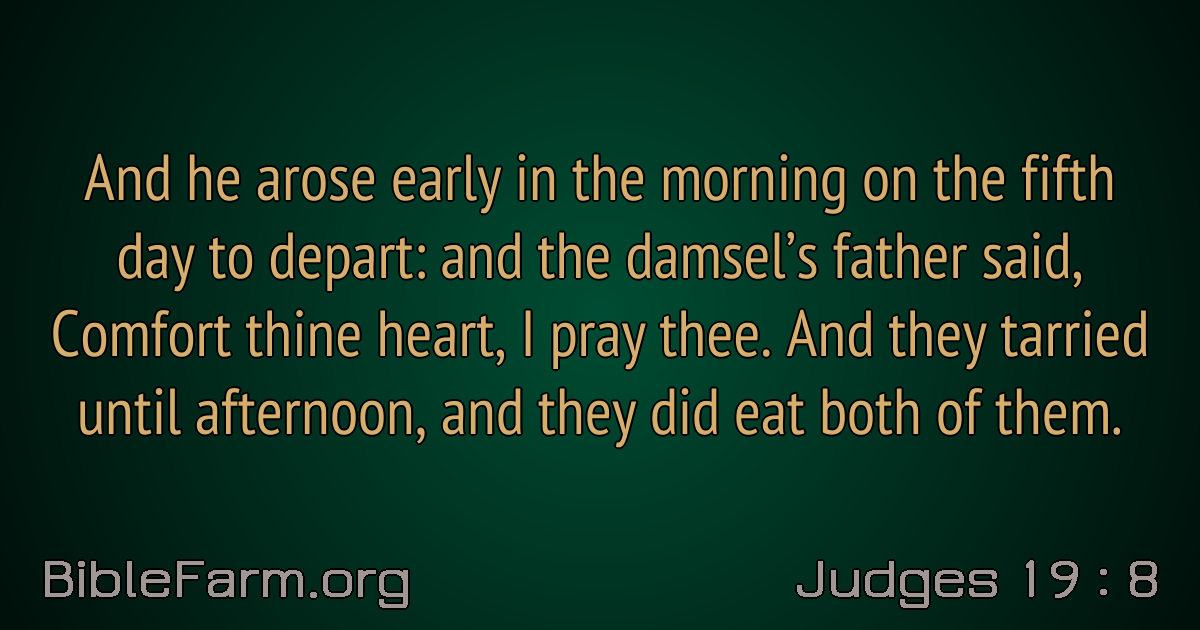 And he arose early in the morning on the fifth
day to depart: and the damsel’s father said,
Comfort thine heart, I pray thee. And they tarried
until afternoon, and they did eat both of them.
BibleFarm.org
Judges 19 : 8